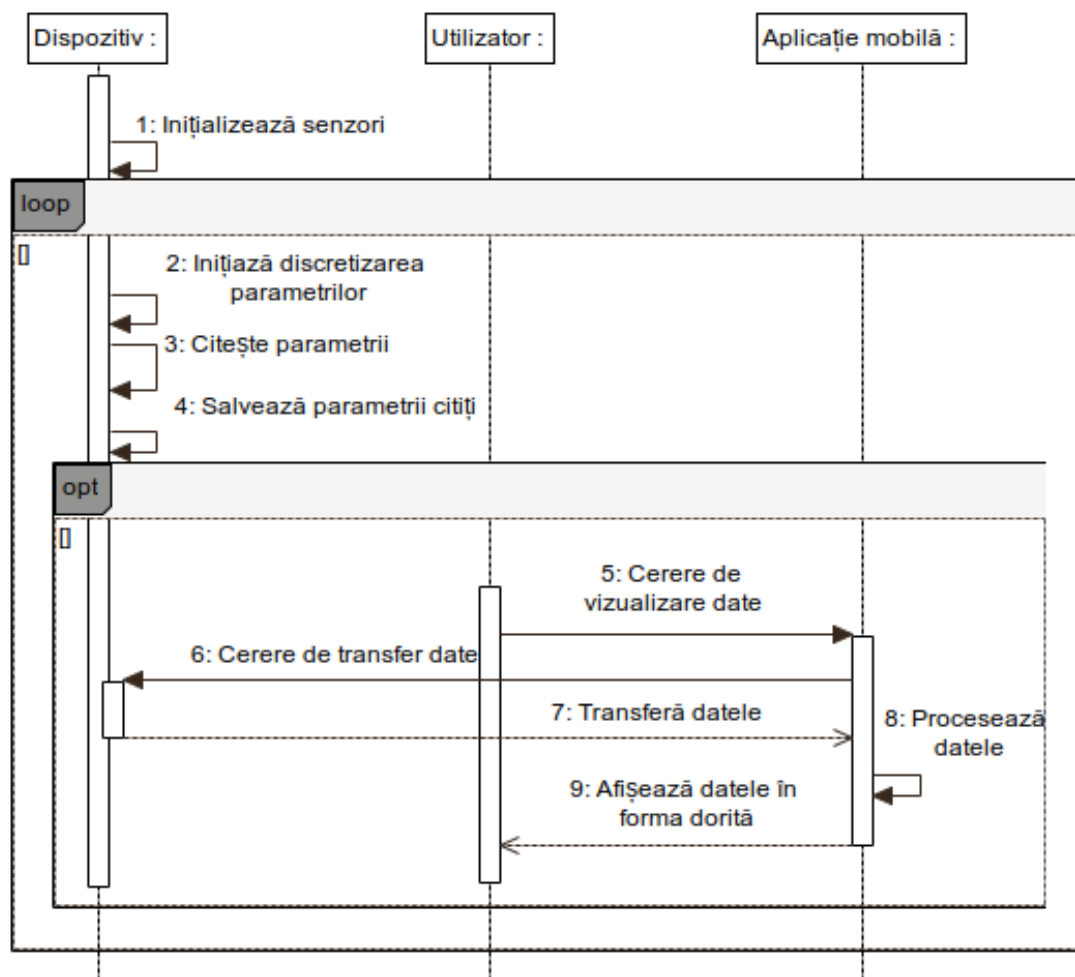 Dispozitiv :
Utilizator :
Aplicație mobilă :
1: Inițializează senzori
loop
[]
2: Inițiază discretizarea
parametrilor
3: Citește parametrii
4: Salvează parametrii citiți
opt
[]
5: Cerere de
vizualizare date
6: Cerere de transfer date
7: Transferă datele
8: Procesează
datele
9: Afișează datele în
forma dorită